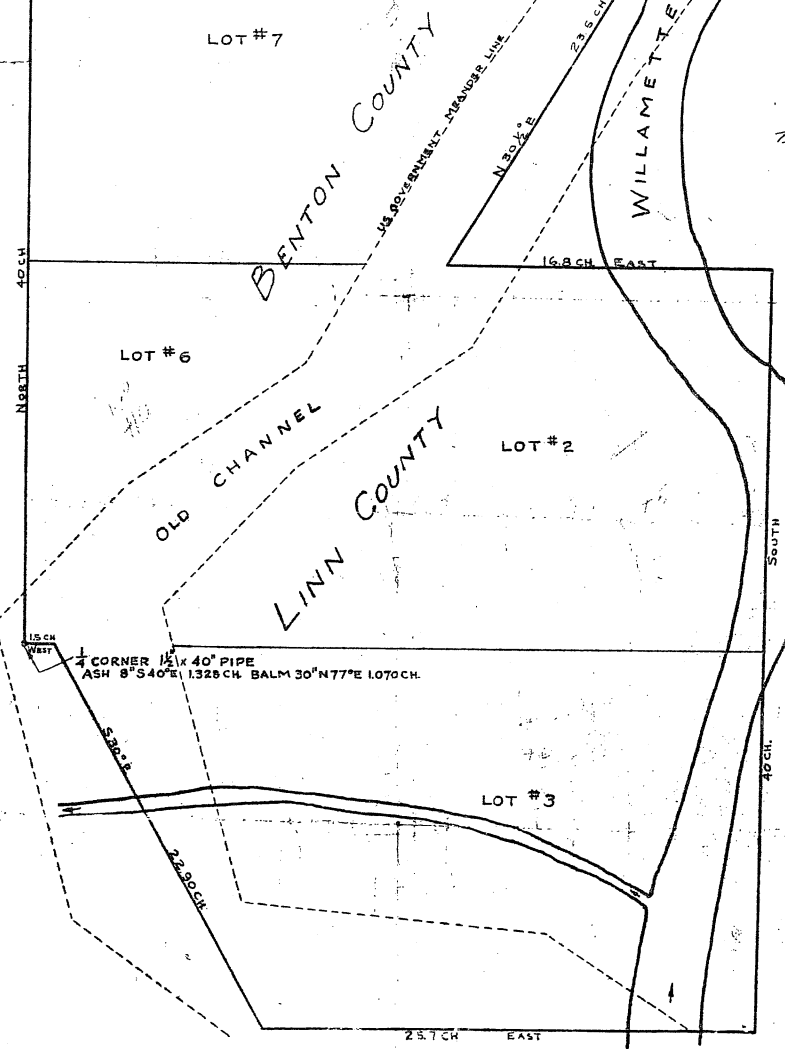 LOT #7
BENTON COUNTY
U.S. GOVERNMENT MEANDER LINE
23.5 CH
N 30½° E
WILLAMETTE
16.8 CH EAST
40 CH
NORTH
LOT #6
OLD CHANNEL
LINN COUNTY
LOT #2
SOUTH
1.5 CH
WEST
¼ CORNER 1½" x 40" PIPE
ASH 8" S 40° E 1.325 CH. BALM 30" N 77° E 1.070 CH.
S 30° E
40 CH.
LOT #3
22.90 CH.
25.7 CH EAST